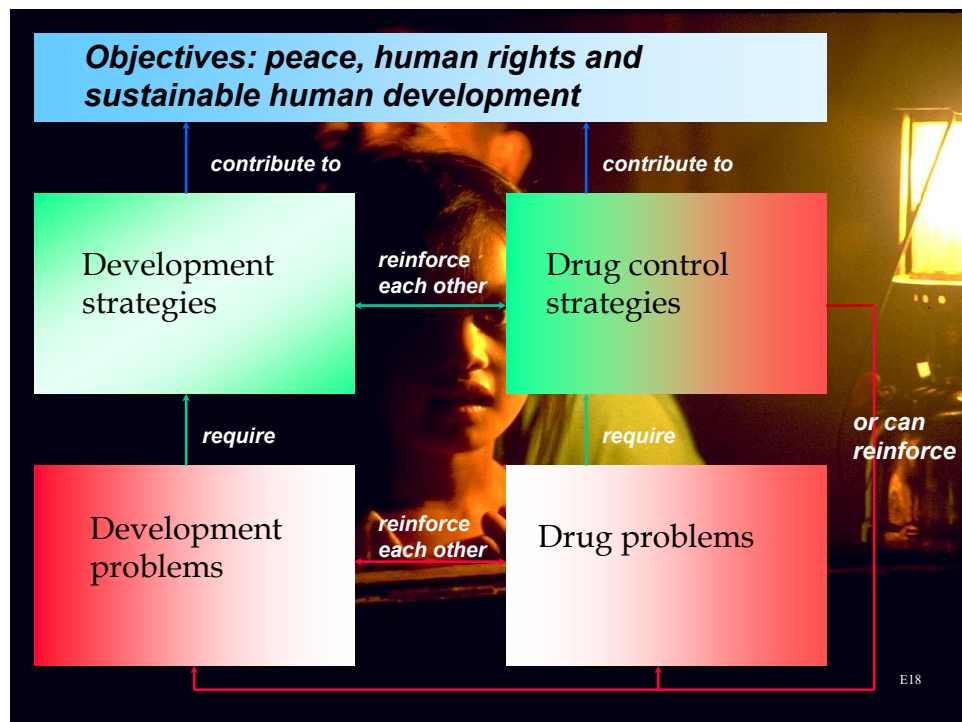 Objectives: peace, human rights and
sustainable human development
contribute to
contribute to
Development
strategies
reinforce
each other
Drug control
strategies
require
require
or can
reinforce
Development
problems
reinforce
each other
Drug problems
E18